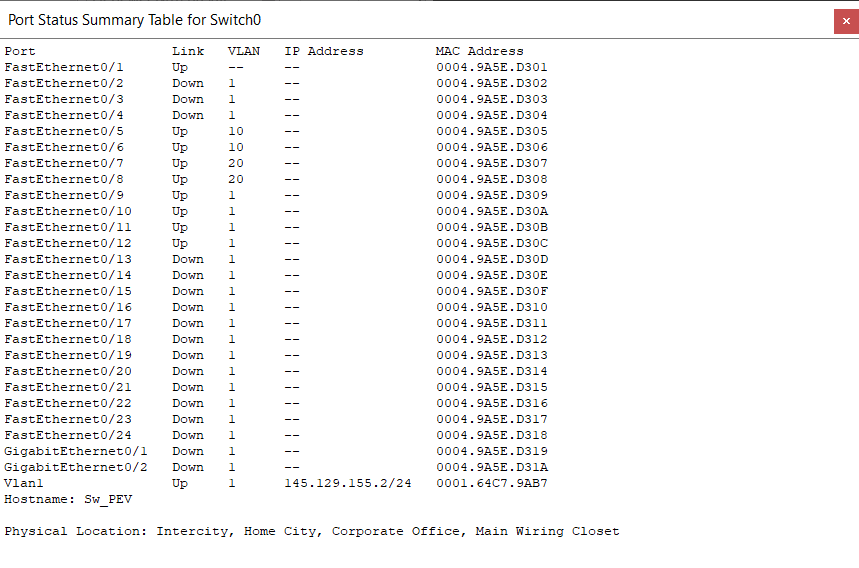 Port Status Summary Table for Switch0
Port Link VLAN IP Address MAC Address
FastEthernet0/1 Up -- -- 0004.9A5E.D301
FastEthernet0/2 Down 1 -- 0004.9A5E.D302
FastEthernet0/3 Down 1 -- 0004.9A5E.D303
FastEthernet0/4 Down 1 -- 0004.9A5E.D304
FastEthernet0/5 Up 10 -- 0004.9A5E.D305
FastEthernet0/6 Up 10 -- 0004.9A5E.D306
FastEthernet0/7 Up 20 -- 0004.9A5E.D307
FastEthernet0/8 Up 20 -- 0004.9A5E.D308
FastEthernet0/9 Up 1 -- 0004.9A5E.D309
FastEthernet0/10 Up 1 -- 0004.9A5E.D30A
FastEthernet0/11 Up 1 -- 0004.9A5E.D30B
FastEthernet0/12 Up 1 -- 0004.9A5E.D30C
FastEthernet0/13 Down 1 -- 0004.9A5E.D30D
FastEthernet0/14 Down 1 -- 0004.9A5E.D30E
FastEthernet0/15 Down 1 -- 0004.9A5E.D30F
FastEthernet0/16 Down 1 -- 0004.9A5E.D310
FastEthernet0/17 Down 1 -- 0004.9A5E.D311
FastEthernet0/18 Down 1 -- 0004.9A5E.D312
FastEthernet0/19 Down 1 -- 0004.9A5E.D313
FastEthernet0/20 Down 1 -- 0004.9A5E.D314
FastEthernet0/21 Down 1 -- 0004.9A5E.D315
FastEthernet0/22 Down 1 -- 0004.9A5E.D316
FastEthernet0/23 Down 1 -- 0004.9A5E.D317
FastEthernet0/24 Down 1 -- 0004.9A5E.D318
GigabitEthernet0/1 Down 1 -- 0004.9A5E.D319
GigabitEthernet0/2 Down 1 -- 0004.9A5E.D31A
Vlan1 Up 1 145.129.155.2/24 0001.64C7.9AB7
Hostname: Sw_PEV
Physical Location: Intercity, Home City, Corporate Office, Main Wiring Closet